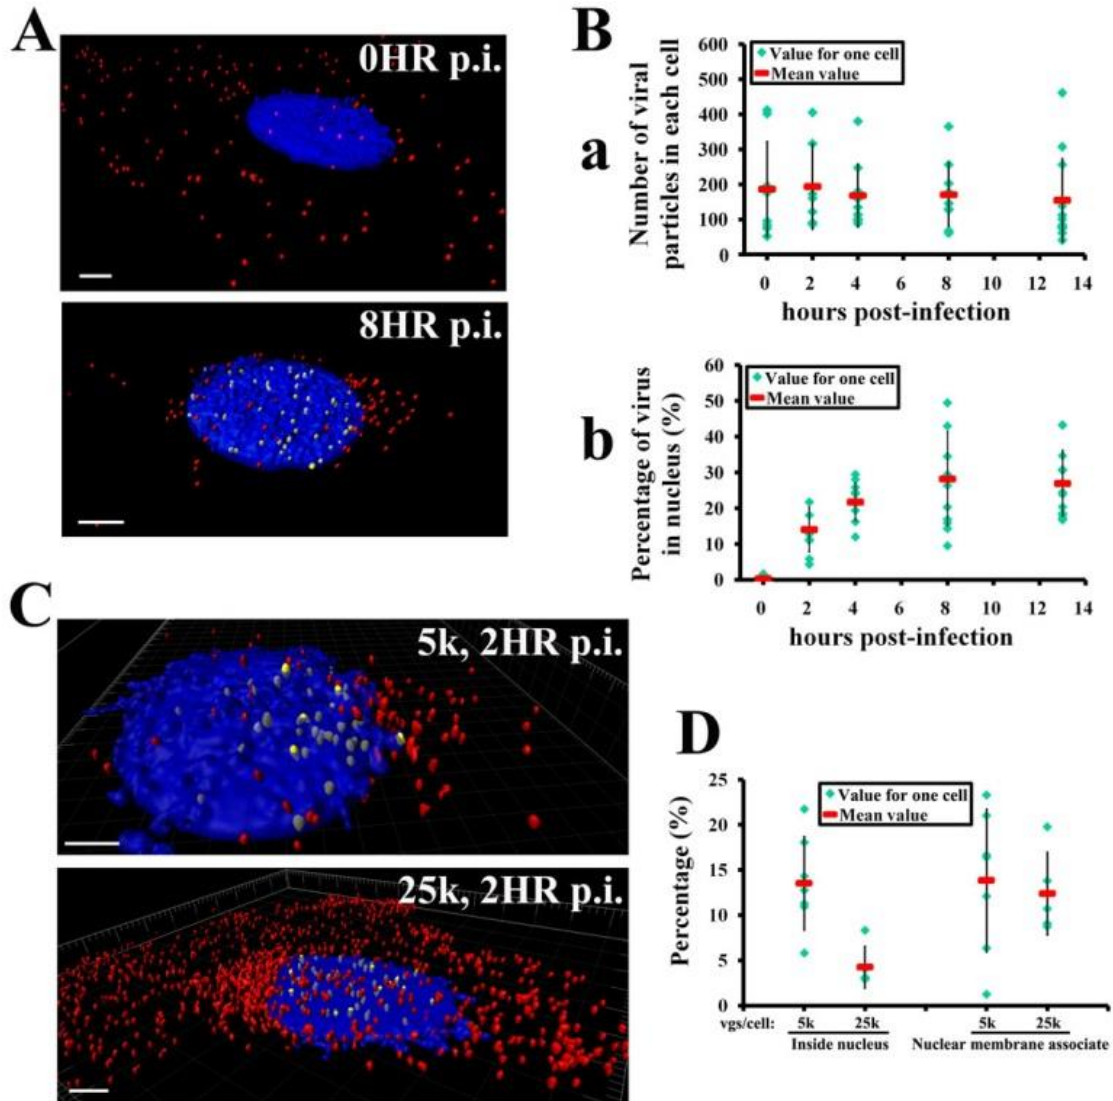 A
0HR p.i.
8HR p.i.
B
a
Number of viral
particles in each cell
600
500
400
300
200
100
0
Value for one cell
Mean value
0 2 4 6 8 10 12 14
hours post-infection
b
Percentage of virus
in nucleus (%)
60
50
40
30
20
10
0
Value for one cell
Mean value
0 2 4 6 8 10 12 14
hours post-infection
C
5k, 2HR p.i.
25k, 2HR p.i.
D
Percentage (%)
25
20
15
10
5
0
Value for one cell
Mean value
vgs/cell: 5k 25k 5k 25k
Inside nucleus Nuclear membrane associate